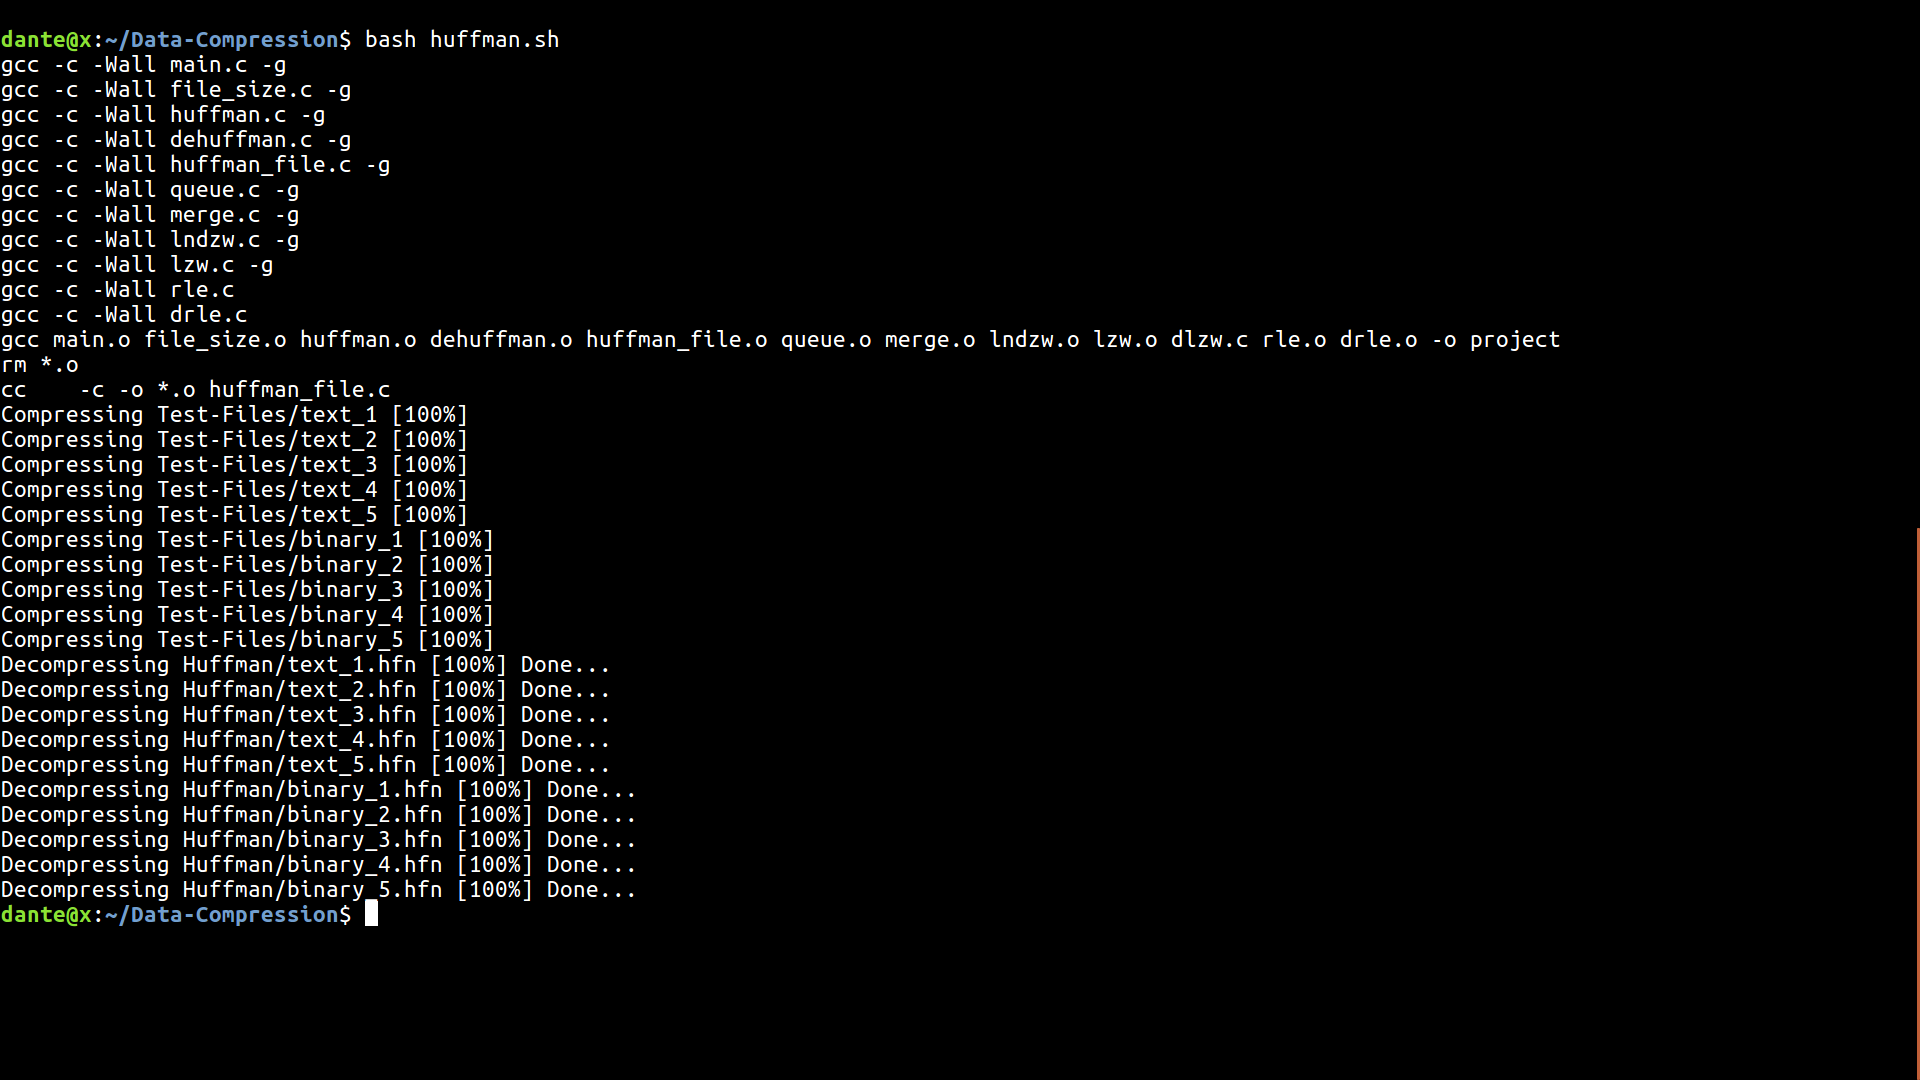 dante@x:~/Data-Compression$ bash huffman.sh
gcc -c -Wall main.c -g
gcc -c -Wall file_size.c -g
gcc -c -Wall huffman.c -g
gcc -c -Wall dehuffman.c -g
gcc -c -Wall huffman_file.c -g
gcc -c -Wall queue.c -g
gcc -c -Wall merge.c -g
gcc -c -Wall lndzw.c -g
gcc -c -Wall lzw.c -g
gcc -c -Wall rle.c
gcc -c -Wall drle.c
gcc main.o file_size.o huffman.o dehuffman.o huffman_file.o queue.o merge.o lndzw.o lzw.o dlzw.c rle.o drle.o -o project
rm *.o
cc    -c -o *.o huffman_file.c
Compressing Test-Files/text_1 [100%]
Compressing Test-Files/text_2 [100%]
Compressing Test-Files/text_3 [100%]
Compressing Test-Files/text_4 [100%]
Compressing Test-Files/text_5 [100%]
Compressing Test-Files/binary_1 [100%]
Compressing Test-Files/binary_2 [100%]
Compressing Test-Files/binary_3 [100%]
Compressing Test-Files/binary_4 [100%]
Compressing Test-Files/binary_5 [100%]
Decompressing Huffman/text_1.hfn [100%] Done...
Decompressing Huffman/text_2.hfn [100%] Done...
Decompressing Huffman/text_3.hfn [100%] Done...
Decompressing Huffman/text_4.hfn [100%] Done...
Decompressing Huffman/text_5.hfn [100%] Done...
Decompressing Huffman/binary_1.hfn [100%] Done...
Decompressing Huffman/binary_2.hfn [100%] Done...
Decompressing Huffman/binary_3.hfn [100%] Done...
Decompressing Huffman/binary_4.hfn [100%] Done...
Decompressing Huffman/binary_5.hfn [100%] Done...
dante@x:~/Data-Compression$